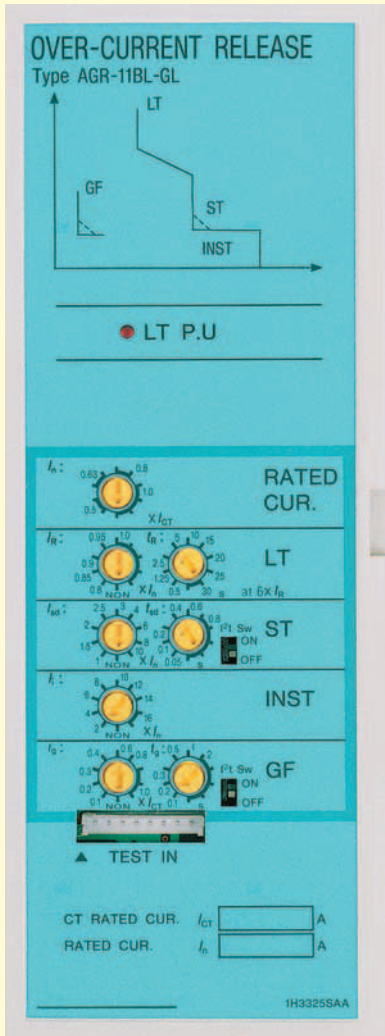 OVER-CURRENT RELEASE
Type AGR-11BL-GL
LT
GF
ST
INST
LT P.U
In: 0.5 0.63 0.8 1.0 X ICT
RATED
CUR.
IR: 0.8 0.85 0.9 0.95 1.0 NON X In
tR: 0.5 1.25 2.5 5 10 15 20 25 30 s
LT
at 6X IR
Isd: 1 1.5 2 2.5 3 4 6 8 10 NON X In
tsd: 0.05 0.1 0.2 0.4 0.6 0.8 s
I²t Sw
ON
OFF
ST
Ii: 2 4 6 8 10 12 14 16 NON X In
INST
Ig: 0.1 0.2 0.3 0.4 0.6 0.8 1.0 NON X ICT
tg: 0.1 0.2 0.3 0.5 1 2 s
I²t Sw
ON
OFF
GF
▲ TEST IN
CT RATED CUR. ICT A
RATED CUR. In A
1H3325SAA